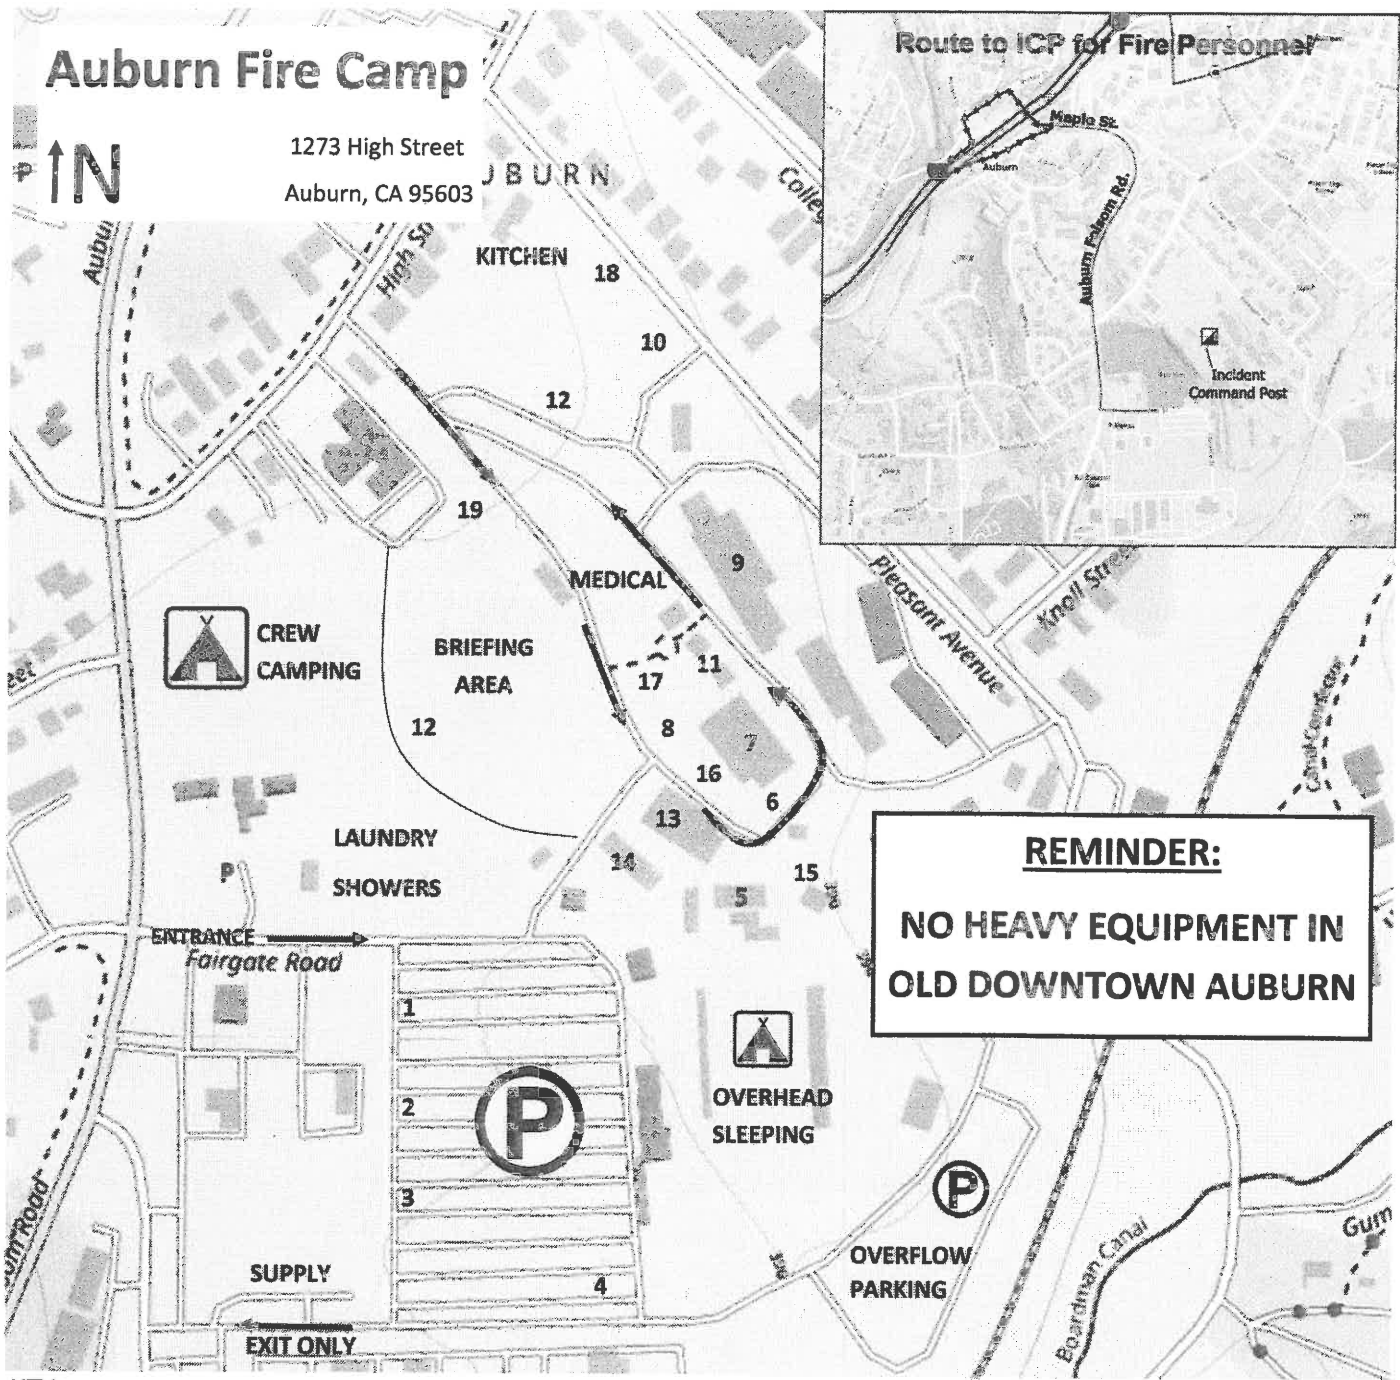 Auburn Fire Camp
N
1273 High Street
Auburn, CA 95603
UBURN
P
Route to ICP for Fire Personnel
Maple St.
Auburn
Auburn Folsom Rd.
Incident
Command Post
High
KITCHEN
18
10
12
19
MEDICAL
9
Pleasant Avenue
Knoll Street
CREW
CAMPING
BRIEFING
AREA
11
17
12
8
7
16
6
13
14
15
5
LAUNDRY
SHOWERS
P
ENTRANCE
Fairgate Road
REMINDER:
NO HEAVY EQUIPMENT IN
OLD DOWNTOWN AUBURN
1
2
P
3
4
OVERHEAD
SLEEPING
P
OVERFLOW
PARKING
SUPPLY
EXIT ONLY
Boardman Canal
Road